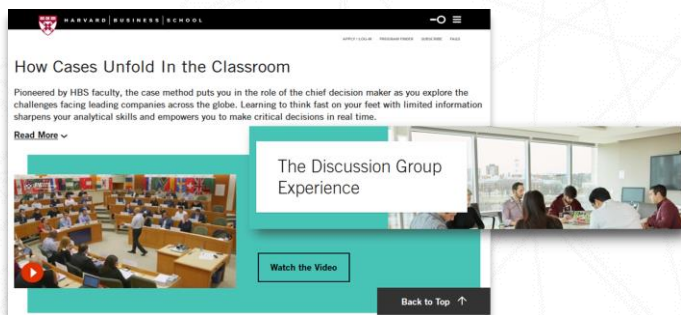 HARVARD | BUSINESS | SCHOOL
APPLY / LOG IN PROGRAM FINDER SUBSCRIBE FAQS
How Cases Unfold In the Classroom
Pioneered by HBS faculty, the case method puts you in the role of the chief decision maker as you explore the
challenges facing leading companies across the globe. Learning to think fast on your feet with limited information
sharpens your analytical skills and empowers you to make critical decisions in real time.
Read More
The Discussion Group
Experience
Watch the Video
Back to Top ↑